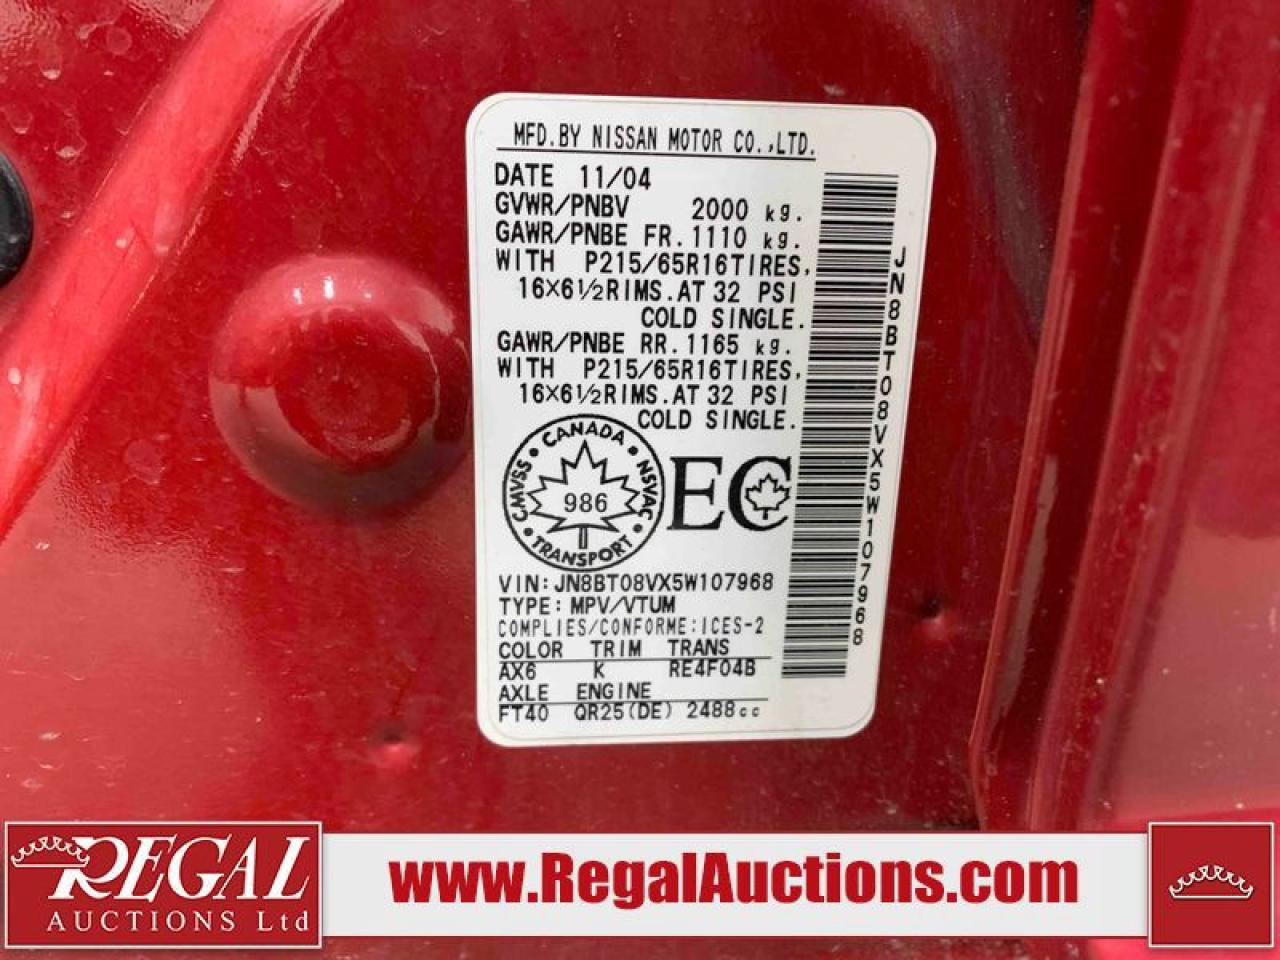 MFD.BY NISSAN MOTOR CO.,LTD.
DATE 11/04
GVWR/PNBV 2000 kg.
GAWR/PNBE FR. 1110 kg.
WITH P215/65R16TIRES,
16×6½RIMS.AT 32 PSI
COLD SINGLE.
GAWR/PNBE RR. 1165 kg.
WITH P215/65R16TIRES,
16×6½RIMS.AT 32 PSI
COLD SINGLE.
CANADA • NSVAC • TRANSPORT • CMVSS •
986
EC
VIN:JN8BT08VX5W107968
TYPE:MPV/VTUM
COMPLIES/CONFORME:ICES-2
COLOR TRIM TRANS
AX6 K RE4F04B
AXLE ENGINE
FT40 QR25(DE) 2488cc
JN8BT08VX5W107968
REGAL
AUCTIONS Ltd
www.RegalAuctions.com